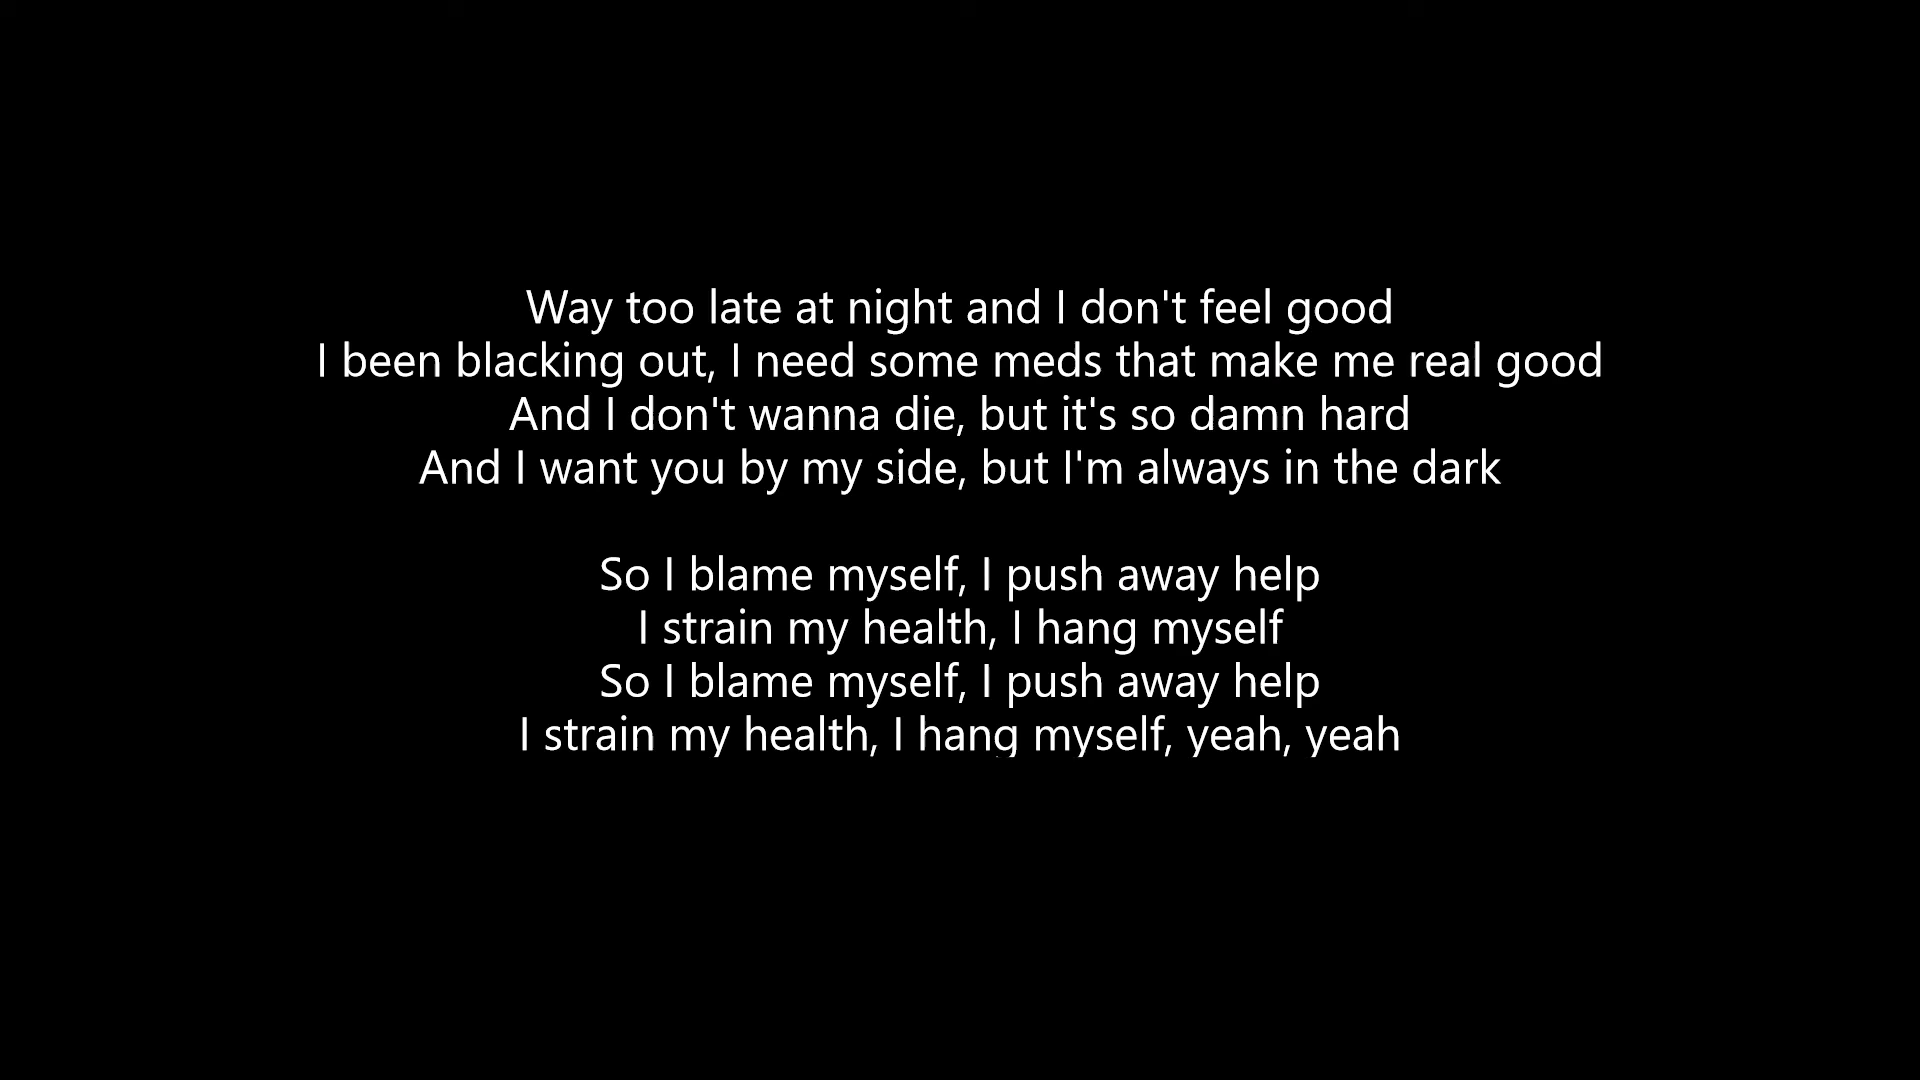 Way too late at night and I don't feel good
I been blacking out, I need some meds that make me real good
And I don't wanna die, but it's so damn hard
And I want you by my side, but I'm always in the dark
So I blame myself, I push away help
I strain my health, I hang myself
So I blame myself, I push away help
I strain my health, I hang myself, yeah, yeah